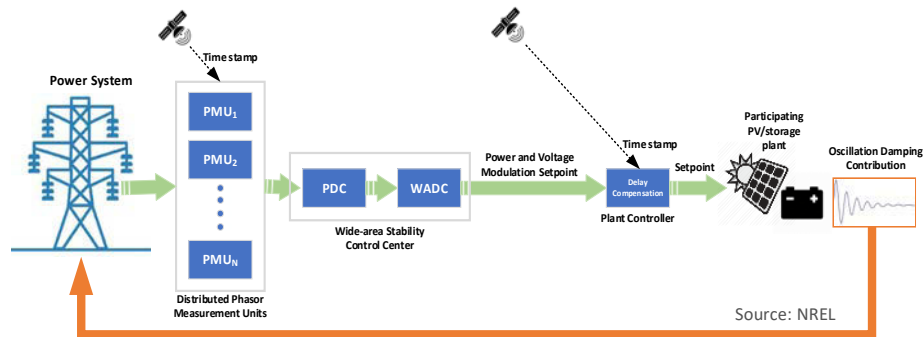 Time stamp
Power System
PMU1
PMU2
PMUN
Distributed Phasor
Measurement Units
PDC
WADC
Wide-area Stability
Control Center
Power and Voltage
Modulation Setpoint
Time stamp
Delay
Compensation
Plant Controller
Setpoint
Participating
PV/storage
plant
Oscillation Damping
Contribution
Source: NREL